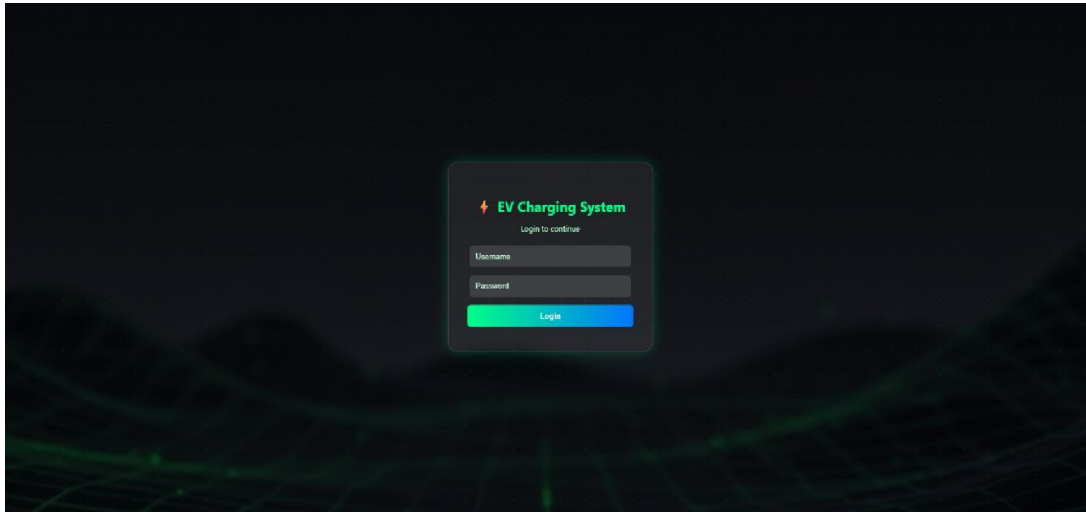 ⚡ EV Charging System
Login to continue
Username
Password
Login